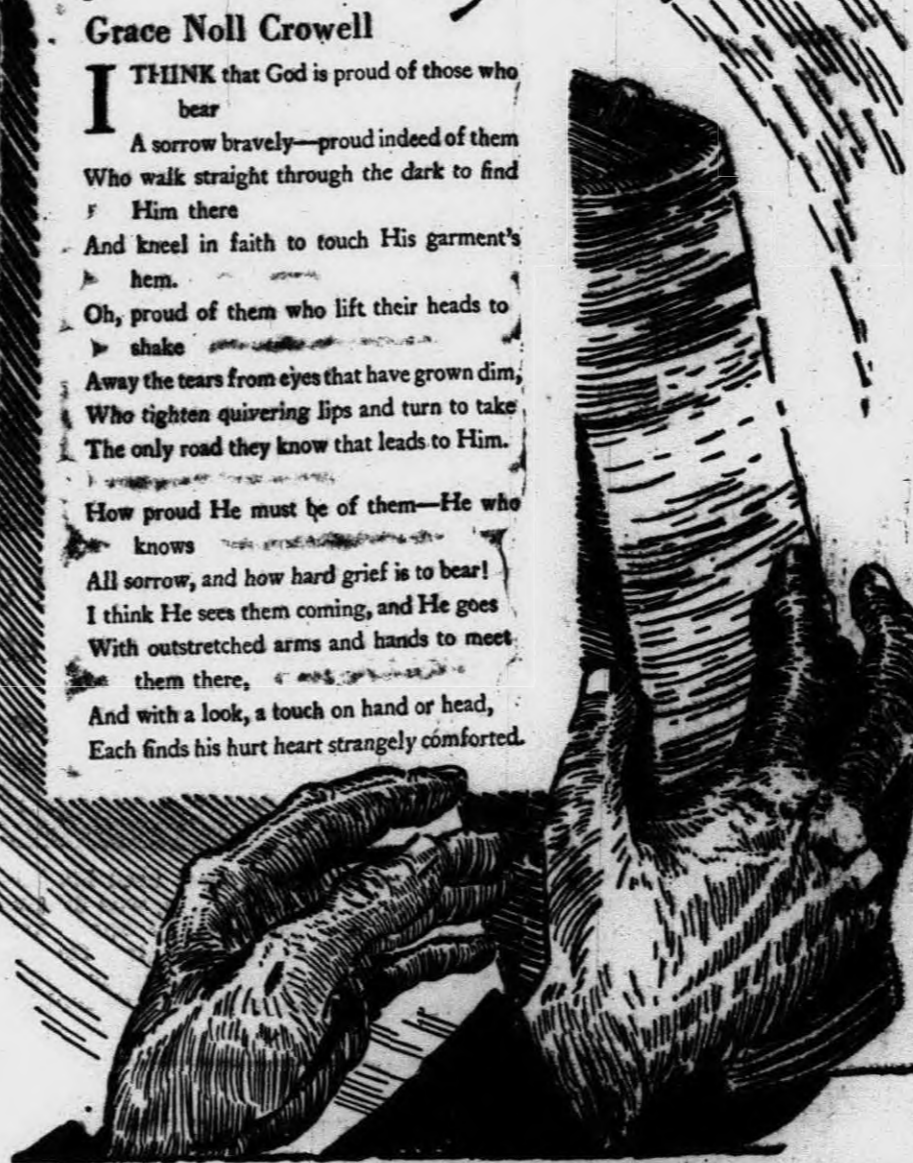 Grace Noll Crowell
I THINK that God is proud of those who
bear
A sorrow bravely—proud indeed of them
Who walk straight through the dark to find
Him there
And kneel in faith to touch His garment's
hem.
Oh, proud of them who lift their heads to
shake
Away the tears from eyes that have grown dim,
Who tighten quivering lips and turn to take
The only road they know that leads to Him.
How proud He must be of them—He who
knows
All sorrow, and how hard grief is to bear!
I think He sees them coming, and He goes
With outstretched arms and hands to meet
them there,
And with a look, a touch on hand or head,
Each finds his hurt heart strangely comforted.